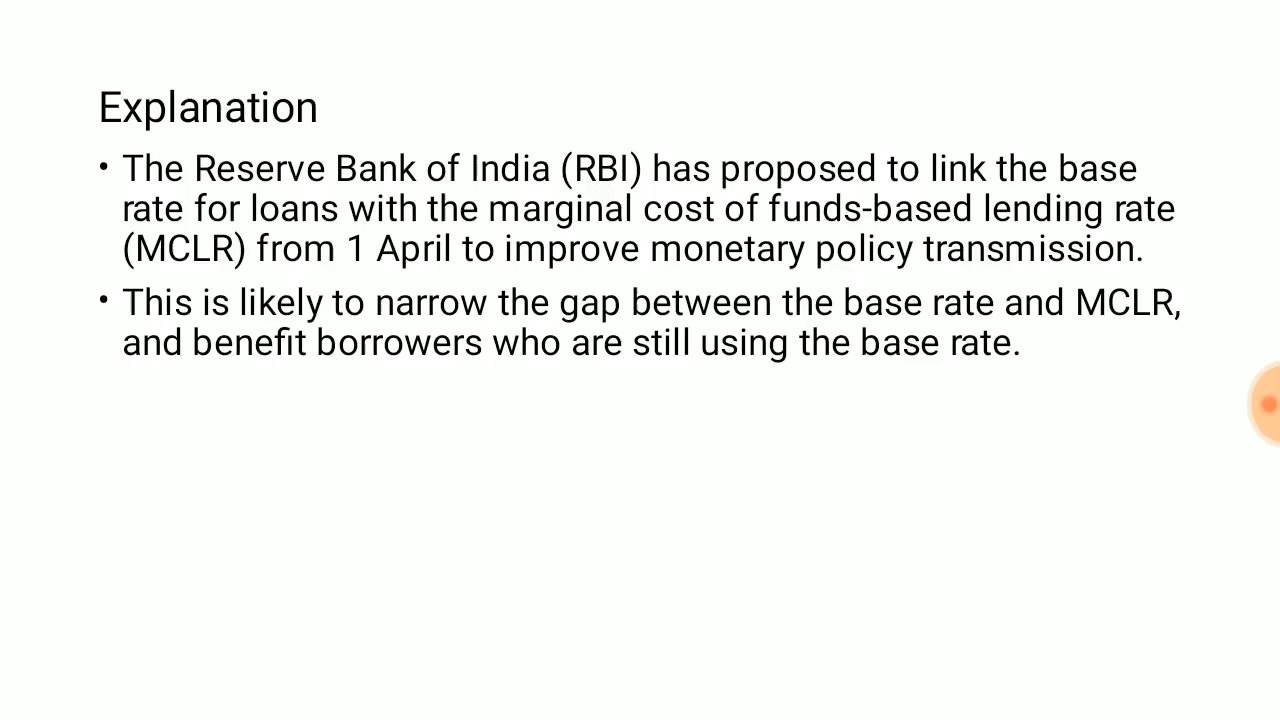 Explanation
• The Reserve Bank of India (RBI) has proposed to link the base
rate for loans with the marginal cost of funds-based lending rate
(MCLR) from 1 April to improve monetary policy transmission.
• This is likely to narrow the gap between the base rate and MCLR,
and benefit borrowers who are still using the base rate.